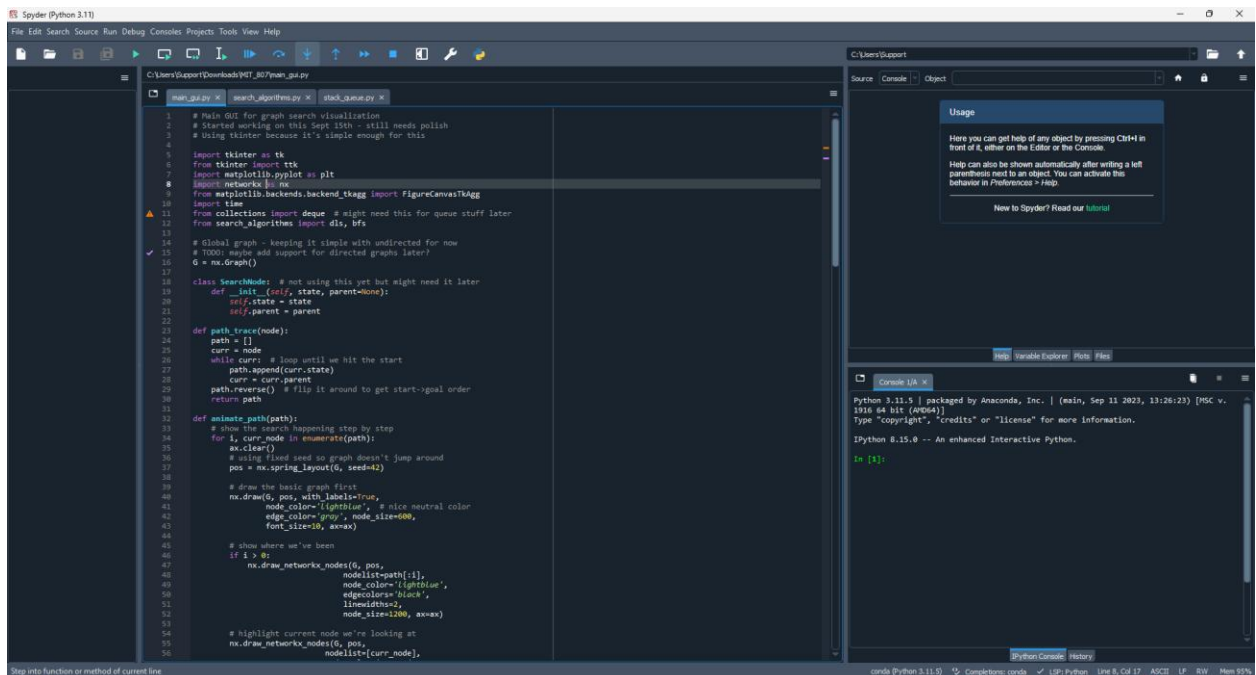 Spyder (Python 3.11)
File Edit Search Source Run Debug Consoles Projects Tools View Help
C:\Users\Support
C:\Users\Support\Downloads\MIT_807\main_gui.py
main_gui.py
search_algorithms.py
stack_queue.py
1 # Main GUI for graph search visualization
2 # Started working on this Sept 15th - still needs polish
3 # Using tkinter because it's simple enough for this
4
5 import tkinter as tk
6 from tkinter import ttk
7 import matplotlib.pyplot as plt
8 import networkx as nx
9 from matplotlib.backends.backend_tkagg import FigureCanvasTkAgg
10 import time
11 from collections import deque # might need this for queue stuff later
12 from search_algorithms import dls, bfs
13
14 # Global graph - keeping it simple with undirected for now
15 # TODO: maybe add support for directed graphs later?
16 G = nx.Graph()
17
18 class SearchNode: # not using this yet but might need it later
19 def __init__(self, state, parent=None):
20 self.state = state
21 self.parent = parent
22
23 def path_trace(node):
24 path = []
25 curr = node
26 while curr: # loop until we hit the start
27 path.append(curr.state)
28 curr = curr.parent
29 path.reverse() # flip it around to get start->goal order
30 return path
31
32 def animate_path(path):
33 # show the search happening step by step
34 for i, curr_node in enumerate(path):
35 ax.clear()
36 # using fixed seed so graph doesn't jump around
37 pos = nx.spring_layout(G, seed=42)
38
39 # draw the basic graph first
40 nx.draw(G, pos, with_labels=True,
41 node_color='lightblue', # nice neutral color
42 edge_color='gray', node_size=600,
43 font_size=10, ax=ax)
44
45 # show where we've been
46 if i > 0:
47 nx.draw_networkx_nodes(G, pos,
48 nodelist=path[:i],
49 node_color='lightblue',
50 edgecolors='black',
51 linewidths=2,
52 node_size=1200, ax=ax)
53
54 # highlight current node we're looking at
55 nx.draw_networkx_nodes(G, pos,
56 nodelist=[curr_node],
Source Console Object
Usage
Here you can get help of any object by pressing Ctrl+I in
front of it, either on the Editor or the Console.
Help can also be shown automatically after writing a left
parenthesis next to an object. You can activate this
behavior in Preferences > Help.
New to Spyder? Read our tutorial
Help Variable Explorer Plots Files
Console 1/A
Python 3.11.5 | packaged by Anaconda, Inc. | (main, Sep 11 2023, 13:26:23) [MSC v.
1916 64 bit (AMD64)]
Type "copyright", "credits" or "license" for more information.
IPython 8.15.0 -- An enhanced Interactive Python.
In [1]:
IPython Console History
Step into function or method of current line
conda (Python 3.11.5) Completions: conda LSP: Python Line 8, Col 17 ASCII LF RW Mem 95%